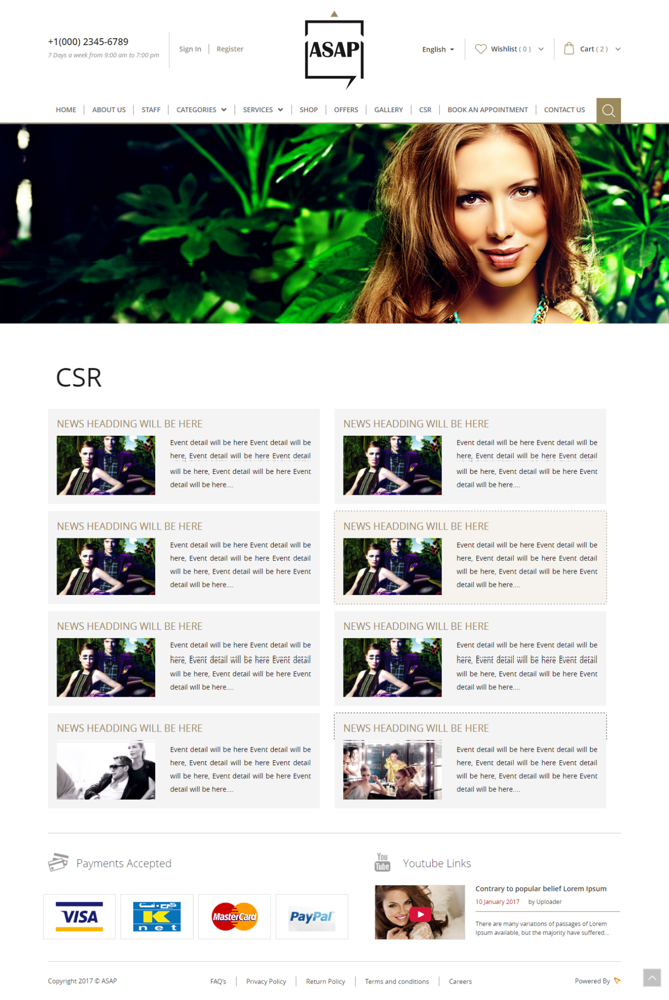 +1(000) 2345-6789
7 Days a week from 9:00 am to 7:00 pm
Sign In
Register
ASAP
English
Wishlist ( 0 )
Cart ( 2 )
HOME
ABOUT US
STAFF
CATEGORIES
SERVICES
SHOP
OFFERS
GALLERY
CSR
BOOK AN APPOINTMENT
CONTACT US
CSR
NEWS HEADDING WILL BE HERE
Event detail will be here Event detail will be
here, Event detail will be here Event detail
will be here, Event detail will be here Event
detail will be here....
NEWS HEADDING WILL BE HERE
Event detail will be here Event detail will be
here, Event detail will be here Event detail
will be here, Event detail will be here Event
detail will be here....
NEWS HEADDING WILL BE HERE
Event detail will be here Event detail will be
here, Event detail will be here Event detail
will be here, Event detail will be here Event
detail will be here....
NEWS HEADDING WILL BE HERE
Event detail will be here Event detail will be
here, Event detail will be here Event detail
will be here, Event detail will be here Event
detail will be here....
NEWS HEADDING WILL BE HERE
Event detail will be here Event detail will be
here, Event detail will be here Event detail
will be here, Event detail will be here Event
detail will be here....
NEWS HEADDING WILL BE HERE
Event detail will be here Event detail will be
here, Event detail will be here Event detail
will be here, Event detail will be here Event
detail will be here....
NEWS HEADDING WILL BE HERE
Event detail will be here Event detail will be
here, Event detail will be here Event detail
will be here, Event detail will be here Event
detail will be here....
NEWS HEADDING WILL BE HERE
Event detail will be here Event detail will be
here, Event detail will be here Event detail
will be here, Event detail will be here Event
detail will be here....
Payments Accepted
VISA
كي-نت
K
net
MasterCard
PayPal
You
Tube
Youtube Links
Contrary to popular belief Lorem Ipsum
10 January 2017 by Uploader
There are many variations of passages of Lorem
Ipsum available, but the majority have suffered...
Copyright 2017 © ASAP
FAQ's
Privacy Policy
Return Policy
Terms and conditions
Careers
Powered By